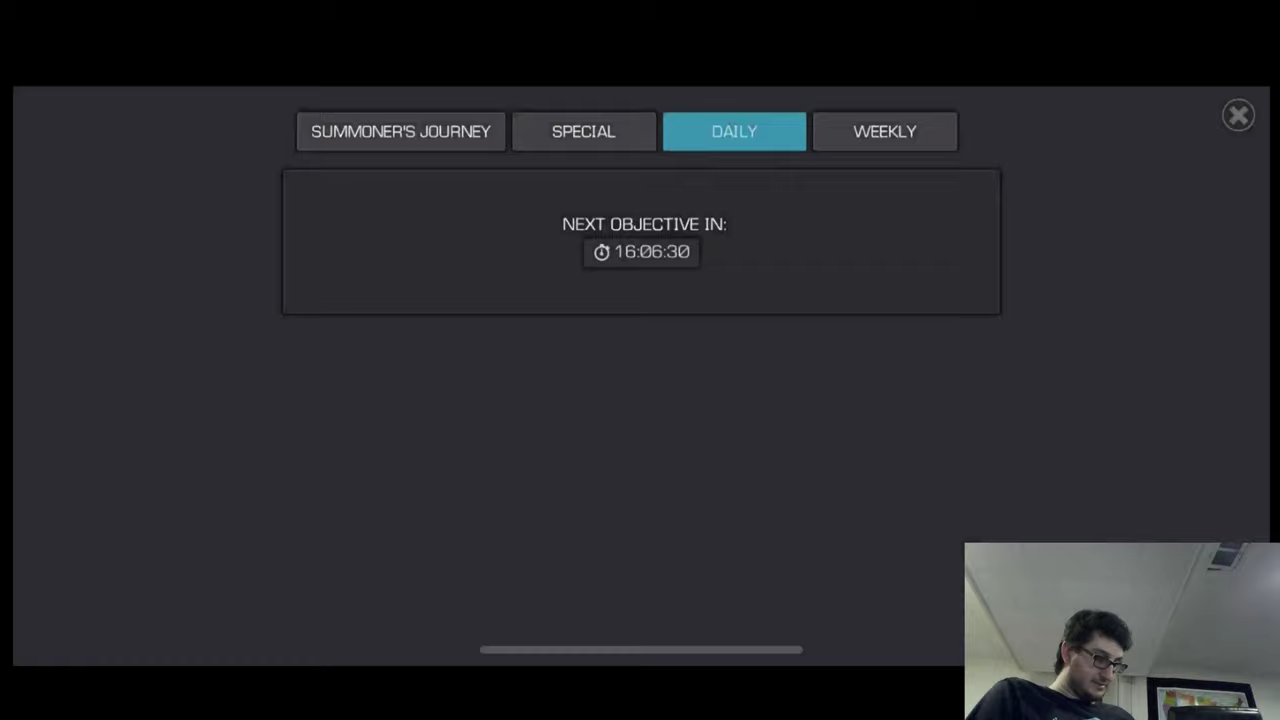 SUMMONER'S JOURNEY SPECIAL DAILY WEEKLY
NEXT OBJECTIVE IN:
16:06:30